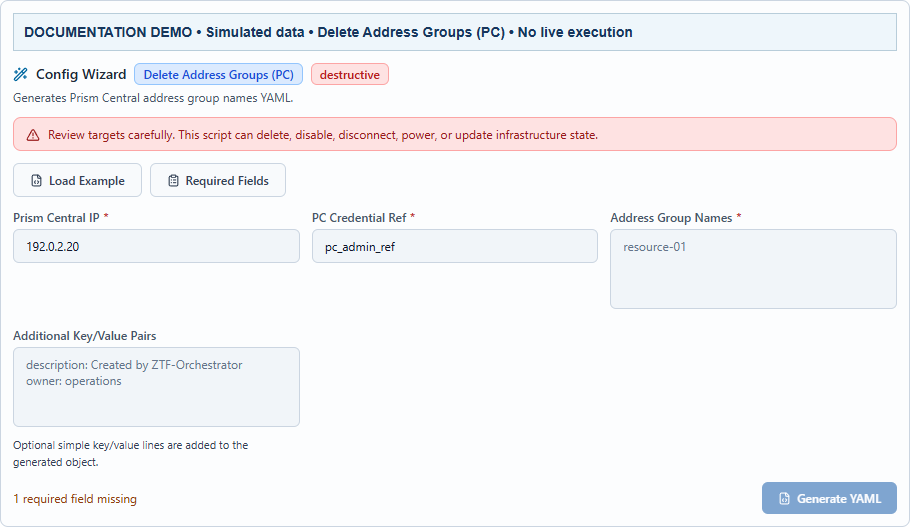 DOCUMENTATION DEMO • Simulated data • Delete Address Groups (PC) • No live execution
Config Wizard Delete Address Groups (PC) destructive
Generates Prism Central address group names YAML.
Review targets carefully. This script can delete, disable, disconnect, power, or update infrastructure state.
Load Example Required Fields
Prism Central IP * PC Credential Ref * Address Group Names *
192.0.2.20 pc_admin_ref resource-01
Additional Key/Value Pairs
description: Created by ZTF-Orchestrator
owner: operations
Optional simple key/value lines are added to the
generated object.
1 required field missing Generate YAML